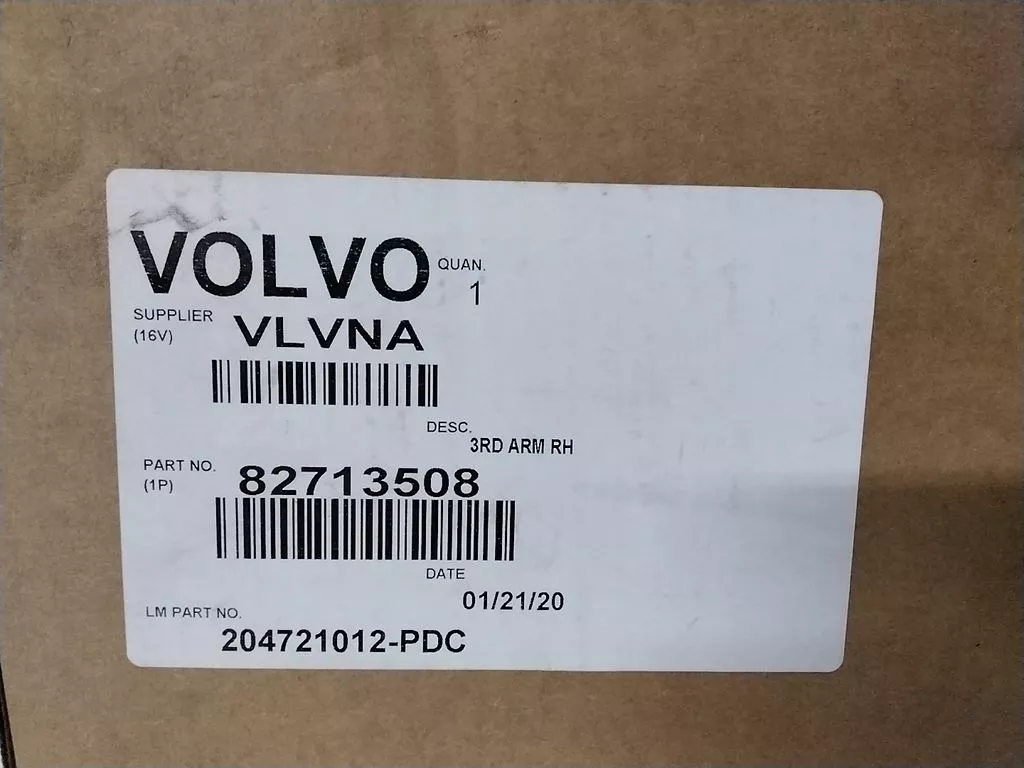 VOLVO
QUAN.
1
SUPPLIER
(16V)
VLVNA
DESC.
3RD ARM RH
PART NO.
(1P)
82713508
DATE
01/21/20
LM PART NO.
204721012-PDC